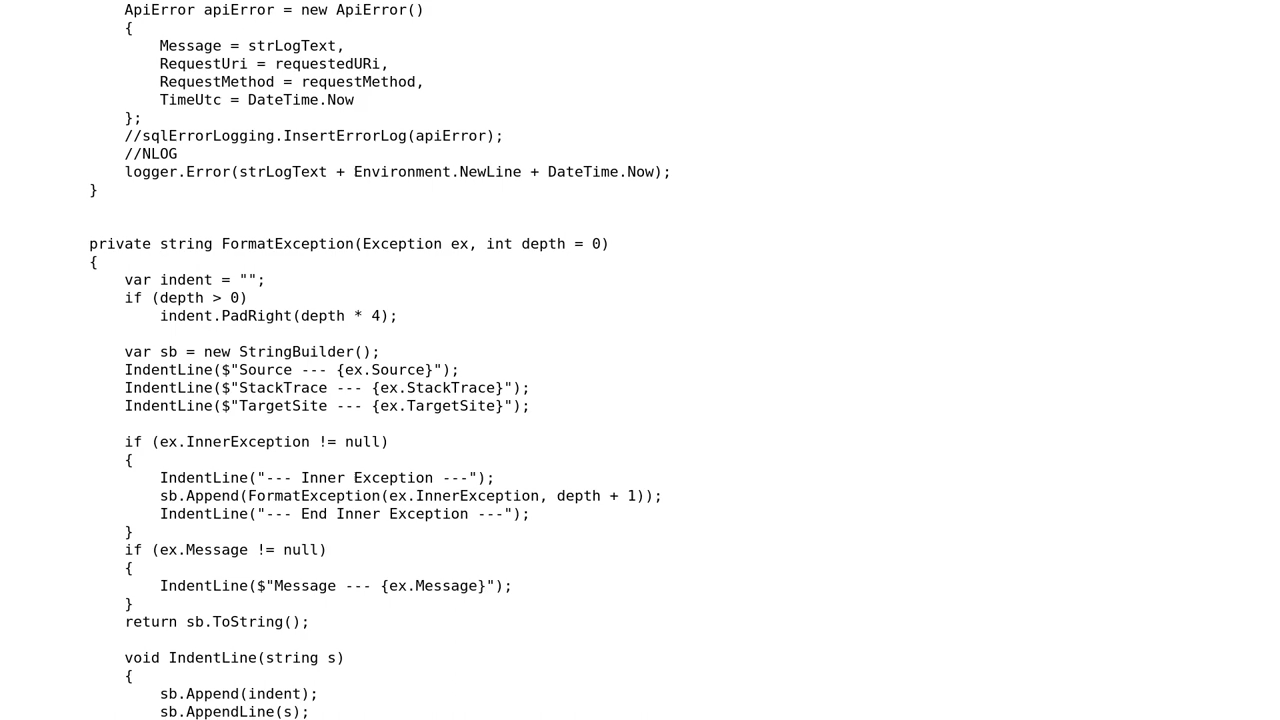 ApiError apiError = new ApiError()
{
Message = strLogText,
RequestUri = requestedURi,
RequestMethod = requestMethod,
TimeUtc = DateTime.Now
};
//sqlErrorLogging.InsertErrorLog(apiError);
//NLOG
logger.Error(strLogText + Environment.NewLine + DateTime.Now);
}
private string FormatException(Exception ex, int depth = 0)
{
var indent = "";
if (depth > 0)
indent.PadRight(depth * 4);
var sb = new StringBuilder();
IndentLine($"Source --- {ex.Source}");
IndentLine($"StackTrace --- {ex.StackTrace}");
IndentLine($"TargetSite --- {ex.TargetSite}");
if (ex.InnerException != null)
{
IndentLine("--- Inner Exception ---");
sb.Append(FormatException(ex.InnerException, depth + 1));
IndentLine("--- End Inner Exception ---");
}
if (ex.Message != null)
{
IndentLine($"Message --- {ex.Message}");
}
return sb.ToString();
void IndentLine(string s)
{
sb.Append(indent);
sb.AppendLine(s);